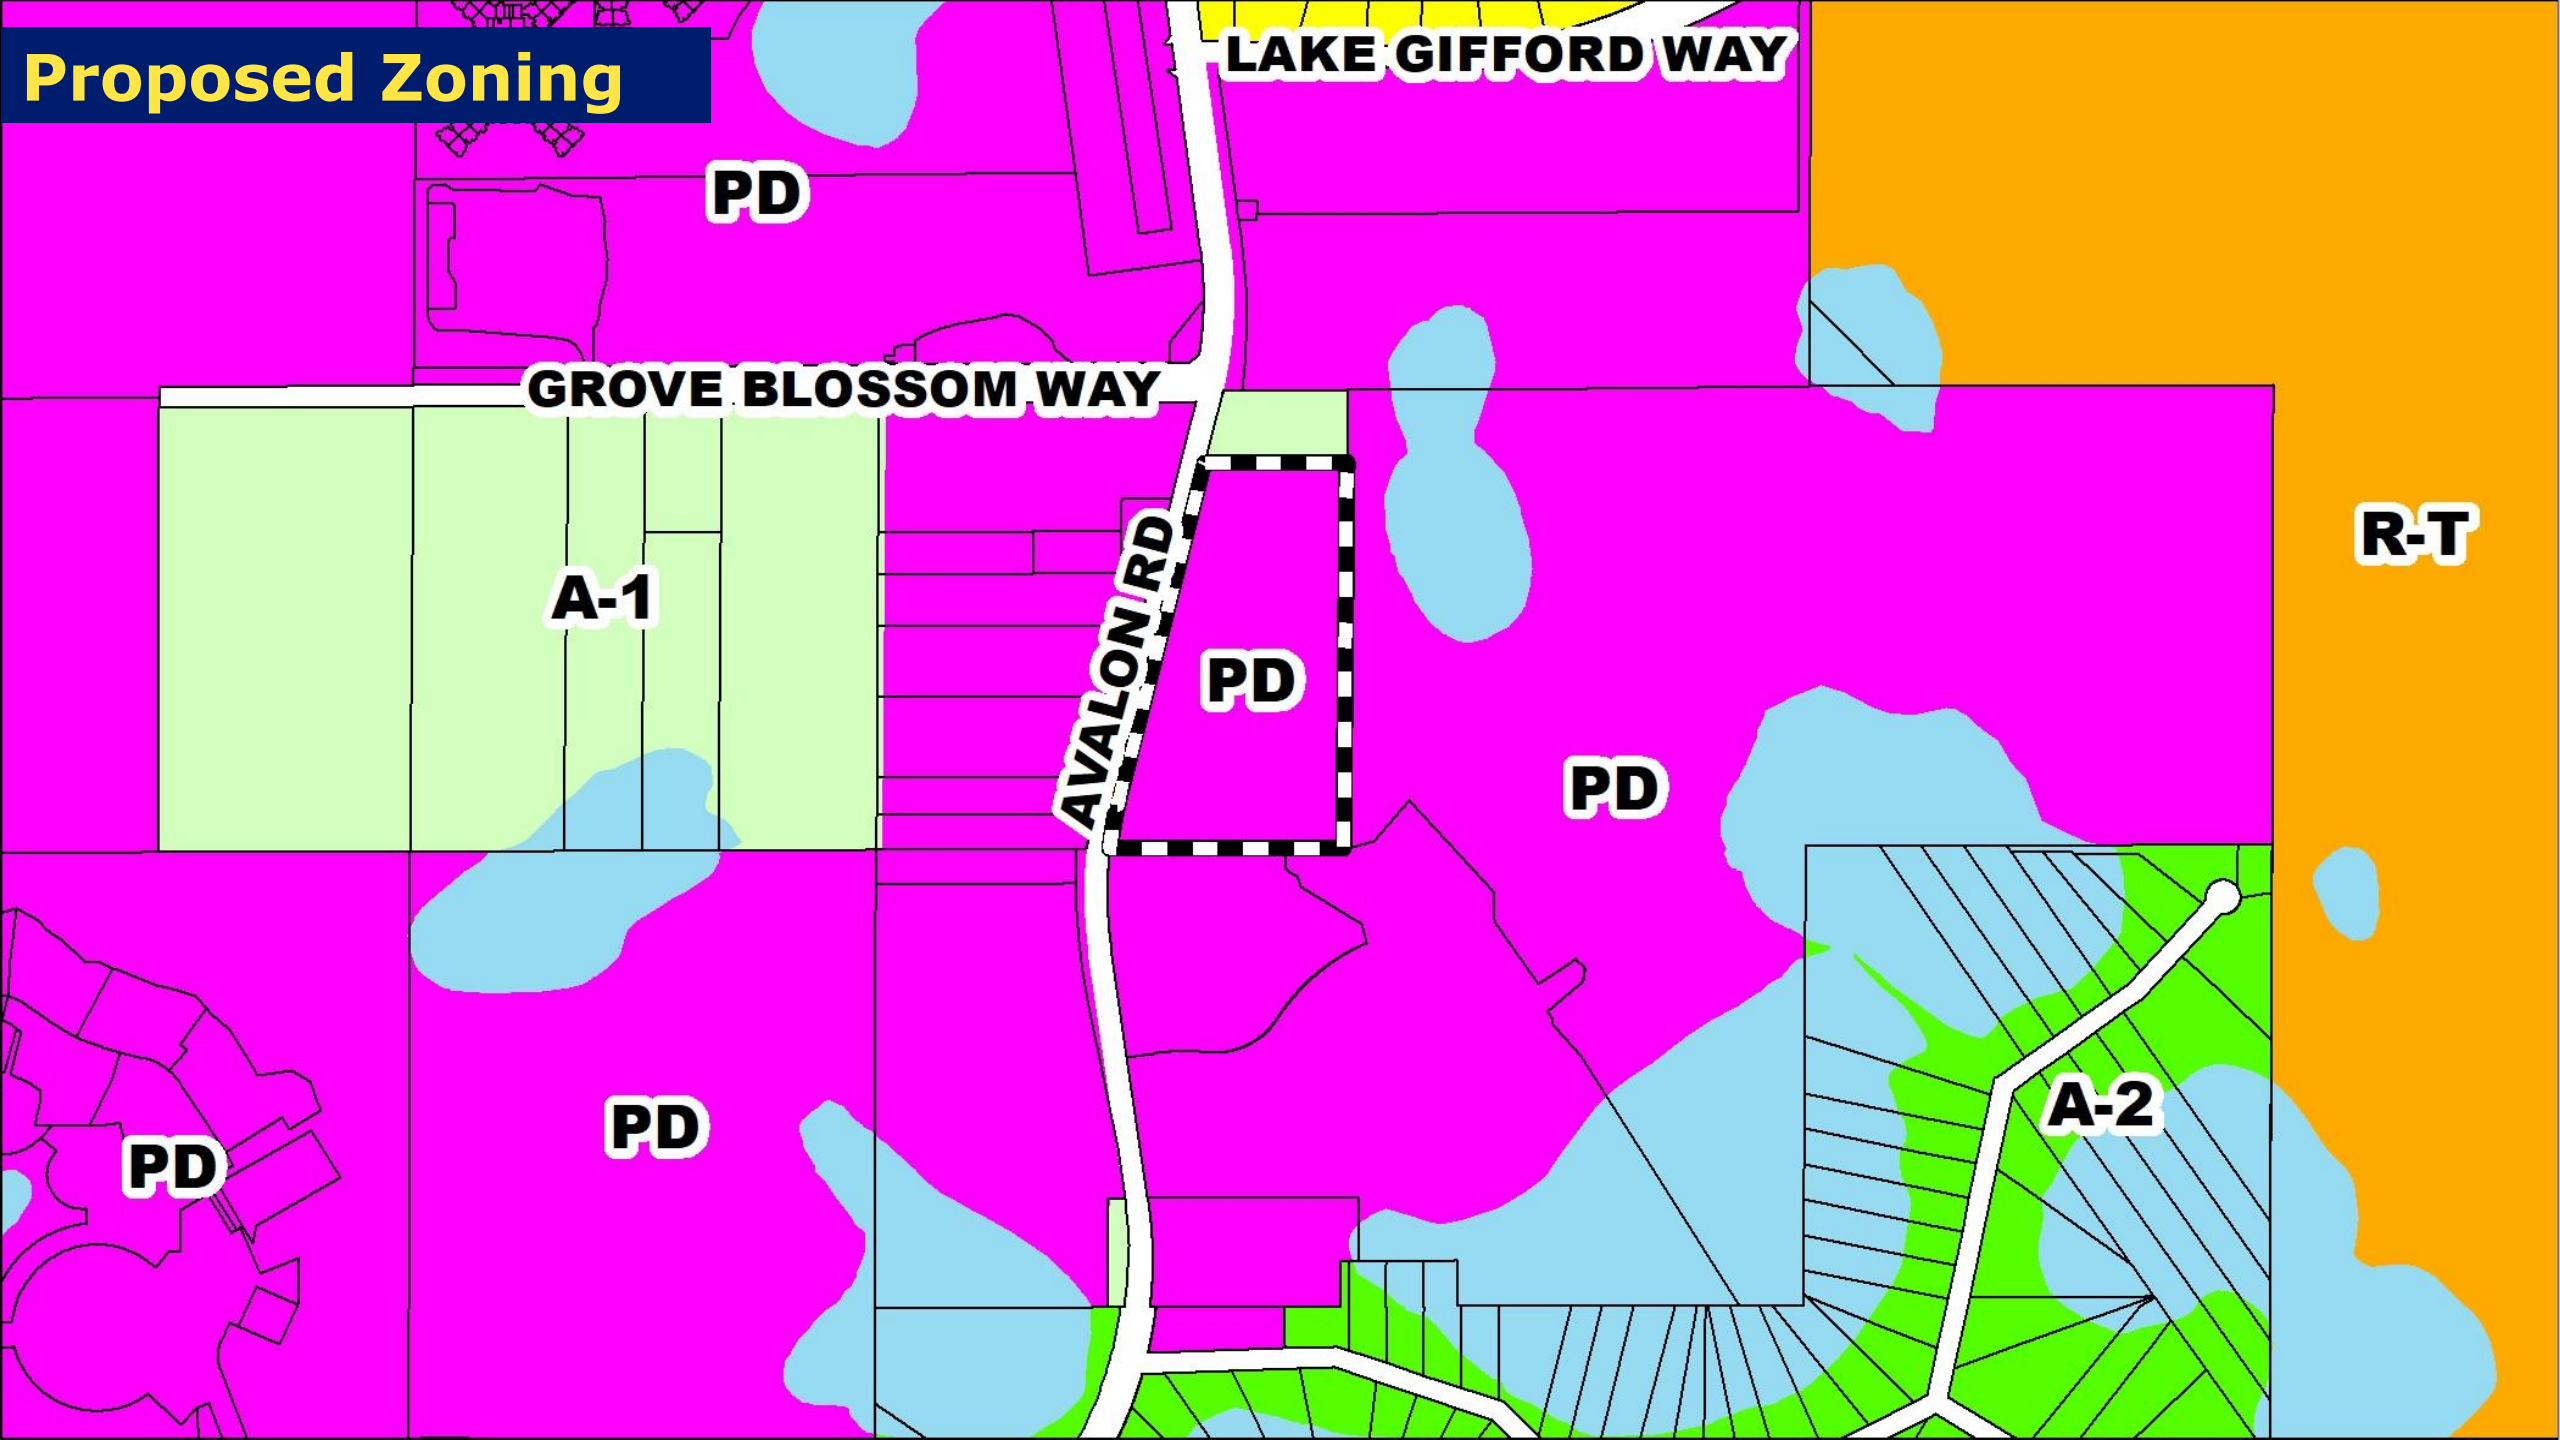 Proposed Zoning
LAKE GIFFORD WAY
PD
GROVE BLOSSOM WAY
R-T
A-1
AVALON RD
PD
PD
A-2
PD
PD